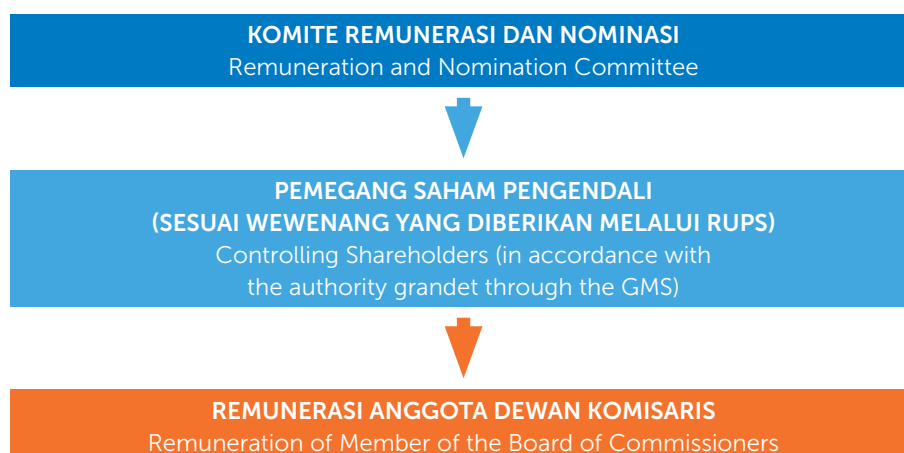 KOMITE REMUNERASI DAN NOMINASI
Remuneration and Nomination Committee
PEMEGANG SAHAM PENGENDALI
(SESUAI WEWENANG YANG DIBERIKAN MELALUI RUPS)
Controlling Shareholders (in accordance with
the authority grandet through the GMS)
REMUNERASI ANGGOTA DEWAN KOMISARIS
Remuneration of Member of the Board of Commissioners